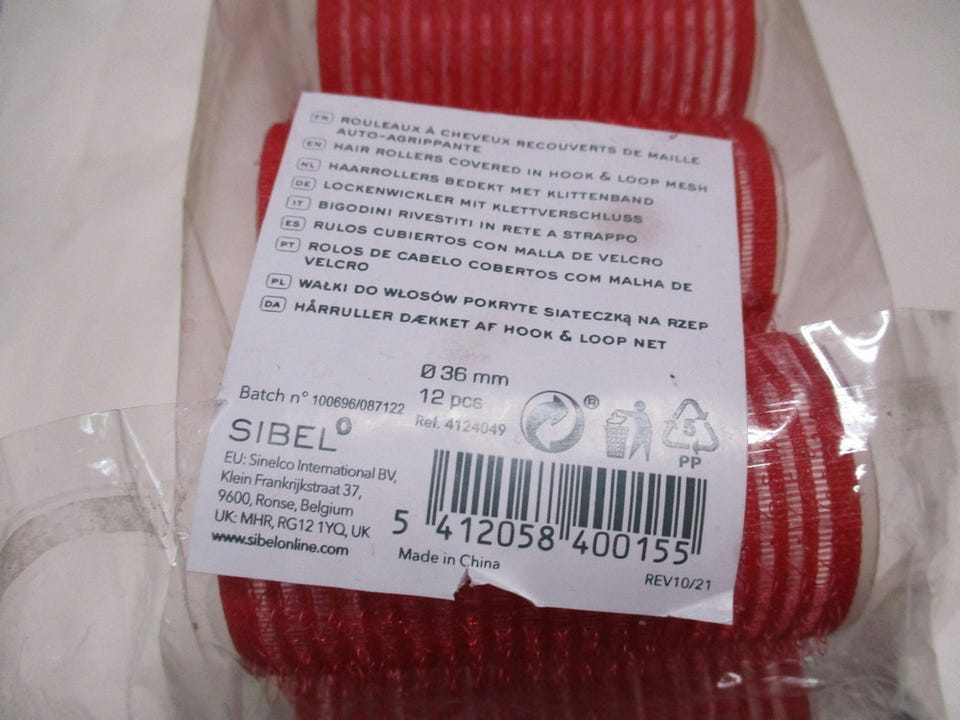 FR ROULEAUX À CHEVEUX RECOUVERTS DE MAILLE
AUTO-AGRIPPANTE
EN HAIR ROLLERS COVERED IN HOOK & LOOP MESH
NL HAARROLLERS BEDEKT MET KLITTENBAND
DE LOCKENWICKLER MIT KLETTVERSCHLUSS
IT BIGODINI RIVESTITI IN RETE A STRAPPO
ES RULOS CUBIERTOS CON MALLA DE VELCRO
PT ROLOS DE CABELO COBERTOS COM MALHA DE
VELCRO
PL WAŁKI DO WŁOSÓW POKRYTE SIATECZKą NA RZEP
DA HÅRRULLER DÆKKET AF HOOK & LOOP NET
Ø 36 mm
12 pcs
Ref. 4124049
Batch n° 100696/087122
SIBEL
EU: Sinelco International BV,
Klein Frankrijkstraat 37,
9600, Ronse, Belgium
UK: MHR, RG12 1YQ, UK
www.sibelonline.com
®
5
PP
5 412058 400155
Made in China
REV10/21